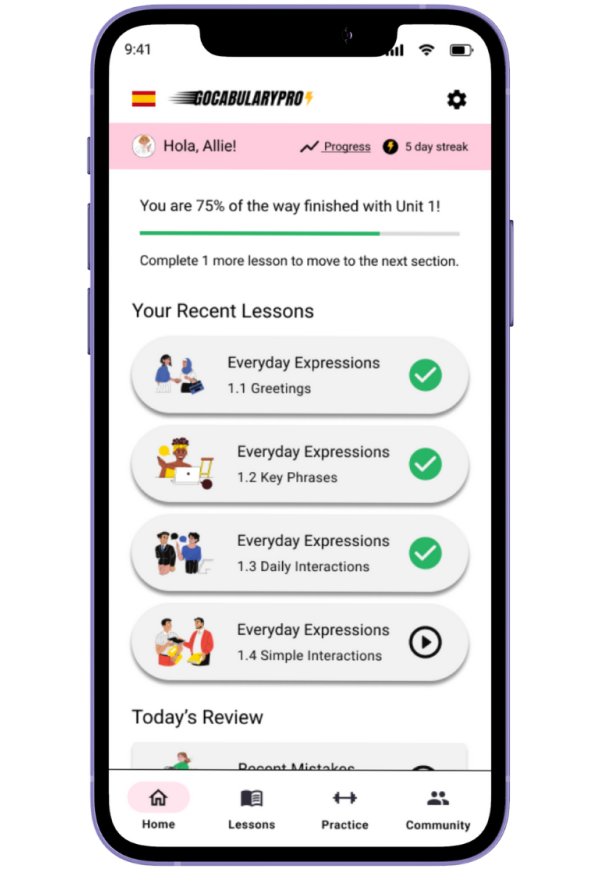 9:41
GOCABULARYPRO
Hola, Allie!
Progress
5 day streak
You are 75% of the way finished with Unit 1!
Complete 1 more lesson to move to the next section.
Your Recent Lessons
Everyday Expressions
1.1 Greetings
Everyday Expressions
1.2 Key Phrases
Everyday Expressions
1.3 Daily Interactions
Everyday Expressions
1.4 Simple Interactions
Today's Review
Recent Mistakes
Home
Lessons
Practice
Community